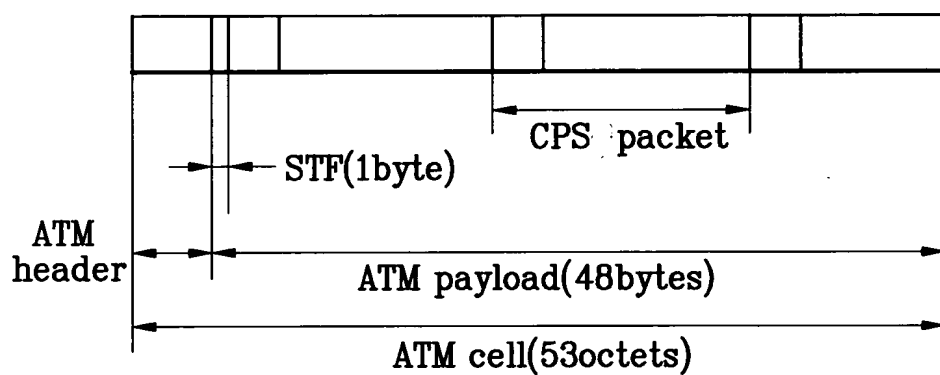 CPS packet
STF(1byte)
ATM
header
ATM payload(48bytes)
ATM cell(53octets)